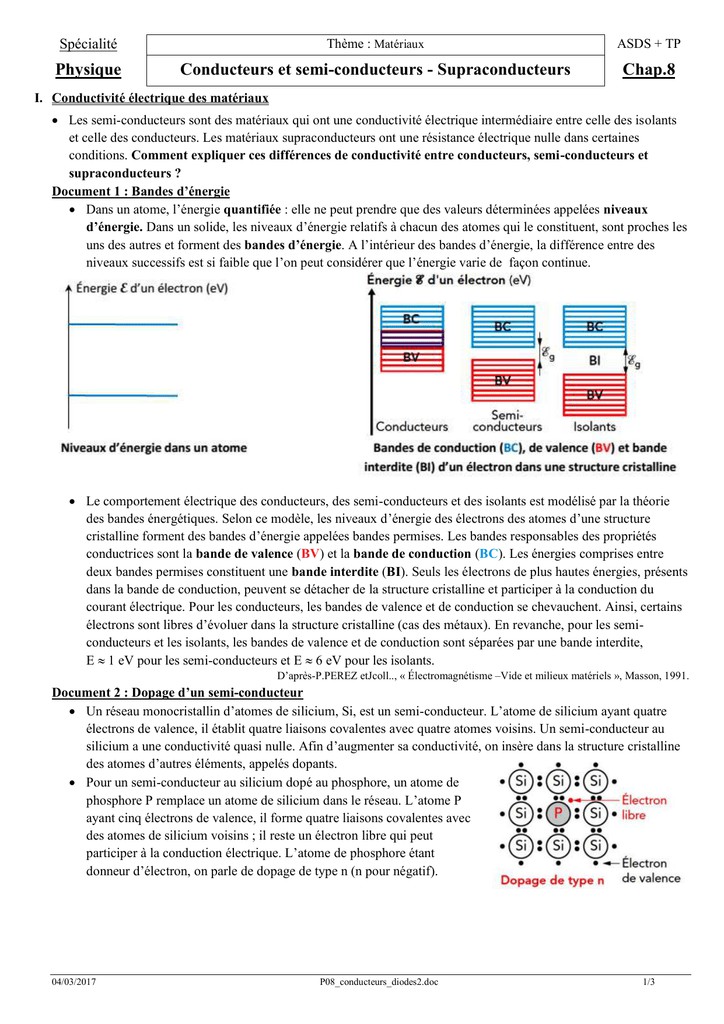 Spécialité
Thème : Matériaux
ASDS + TP
Physique
Conducteurs et semi-conducteurs - Supraconducteurs
Chap.8
I. Conductivité électrique des matériaux
• Les semi-conducteurs sont des matériaux qui ont une conductivité électrique intermédiaire entre celle des isolants
et celle des conducteurs. Les matériaux supraconducteurs ont une résistance électrique nulle dans certaines
conditions. Comment expliquer ces différences de conductivité entre conducteurs, semi-conducteurs et
supraconducteurs ?
Document 1 : Bandes d’énergie
• Dans un atome, l’énergie quantifiée : elle ne peut prendre que des valeurs déterminées appelées niveaux
d’énergie. Dans un solide, les niveaux d’énergie relatifs à chacun des atomes qui le constituent, sont proches les
uns des autres et forment des bandes d’énergie. A l’intérieur des bandes d’énergie, la différence entre des
niveaux successifs est si faible que l’on peut considérer que l’énergie varie de façon continue.
Énergie ℰ d’un électron (eV)
Niveaux d’énergie dans un atome
Énergie ℰ d'un électron (eV)
BC
BV
BC
BV
ℰg
BC
BI
BV
ℰg
Conducteurs
Semi-
conducteurs
Isolants
Bandes de conduction (BC), de valence (BV) et bande
interdite (BI) d’un électron dans une structure cristalline
• Le comportement électrique des conducteurs, des semi-conducteurs et des isolants est modélisé par la théorie
des bandes énergétiques. Selon ce modèle, les niveaux d’énergie des électrons des atomes d’une structure
cristalline forment des bandes d’énergie appelées bandes permises. Les bandes responsables des propriétés
conductrices sont la bande de valence (BV) et la bande de conduction (BC). Les énergies comprises entre
deux bandes permises constituent une bande interdite (BI). Seuls les électrons de plus hautes énergies, présents
dans la bande de conduction, peuvent se détacher de la structure cristalline et participer à la conduction du
courant électrique. Pour les conducteurs, les bandes de valence et de conduction se chevauchent. Ainsi, certains
électrons sont libres d’évoluer dans la structure cristalline (cas des métaux). En revanche, pour les semi-
conducteurs et les isolants, les bandes de valence et de conduction sont séparées par une bande interdite,
E ≈ 1 eV pour les semi-conducteurs et E ≈ 6 eV pour les isolants.
D’après-P.PEREZ etJcoll.., « Électromagnétisme –Vide et milieux matériels », Masson, 1991.
Document 2 : Dopage d’un semi-conducteur
• Un réseau monocristallin d’atomes de silicium, Si, est un semi-conducteur. L’atome de silicium ayant quatre
électrons de valence, il établit quatre liaisons covalentes avec quatre atomes voisins. Un semi-conducteur au
silicium a une conductivité quasi nulle. Afin d’augmenter sa conductivité, on insère dans la structure cristalline
des atomes d’autres éléments, appelés dopants.
• Pour un semi-conducteur au silicium dopé au phosphore, un atome de
phosphore P remplace un atome de silicium dans le réseau. L’atome P
ayant cinq électrons de valence, il forme quatre liaisons covalentes avec
des atomes de silicium voisins ; il reste un électron libre qui peut
participer à la conduction électrique. L’atome de phosphore étant
donneur d’électron, on parle de dopage de type n (n pour négatif).
Si Si Si
Si P Si
Si Si Si
Électron
libre
Électron
de valence
Dopage de type n
04/03/2017
P08_conducteurs_diodes2.doc
1/3